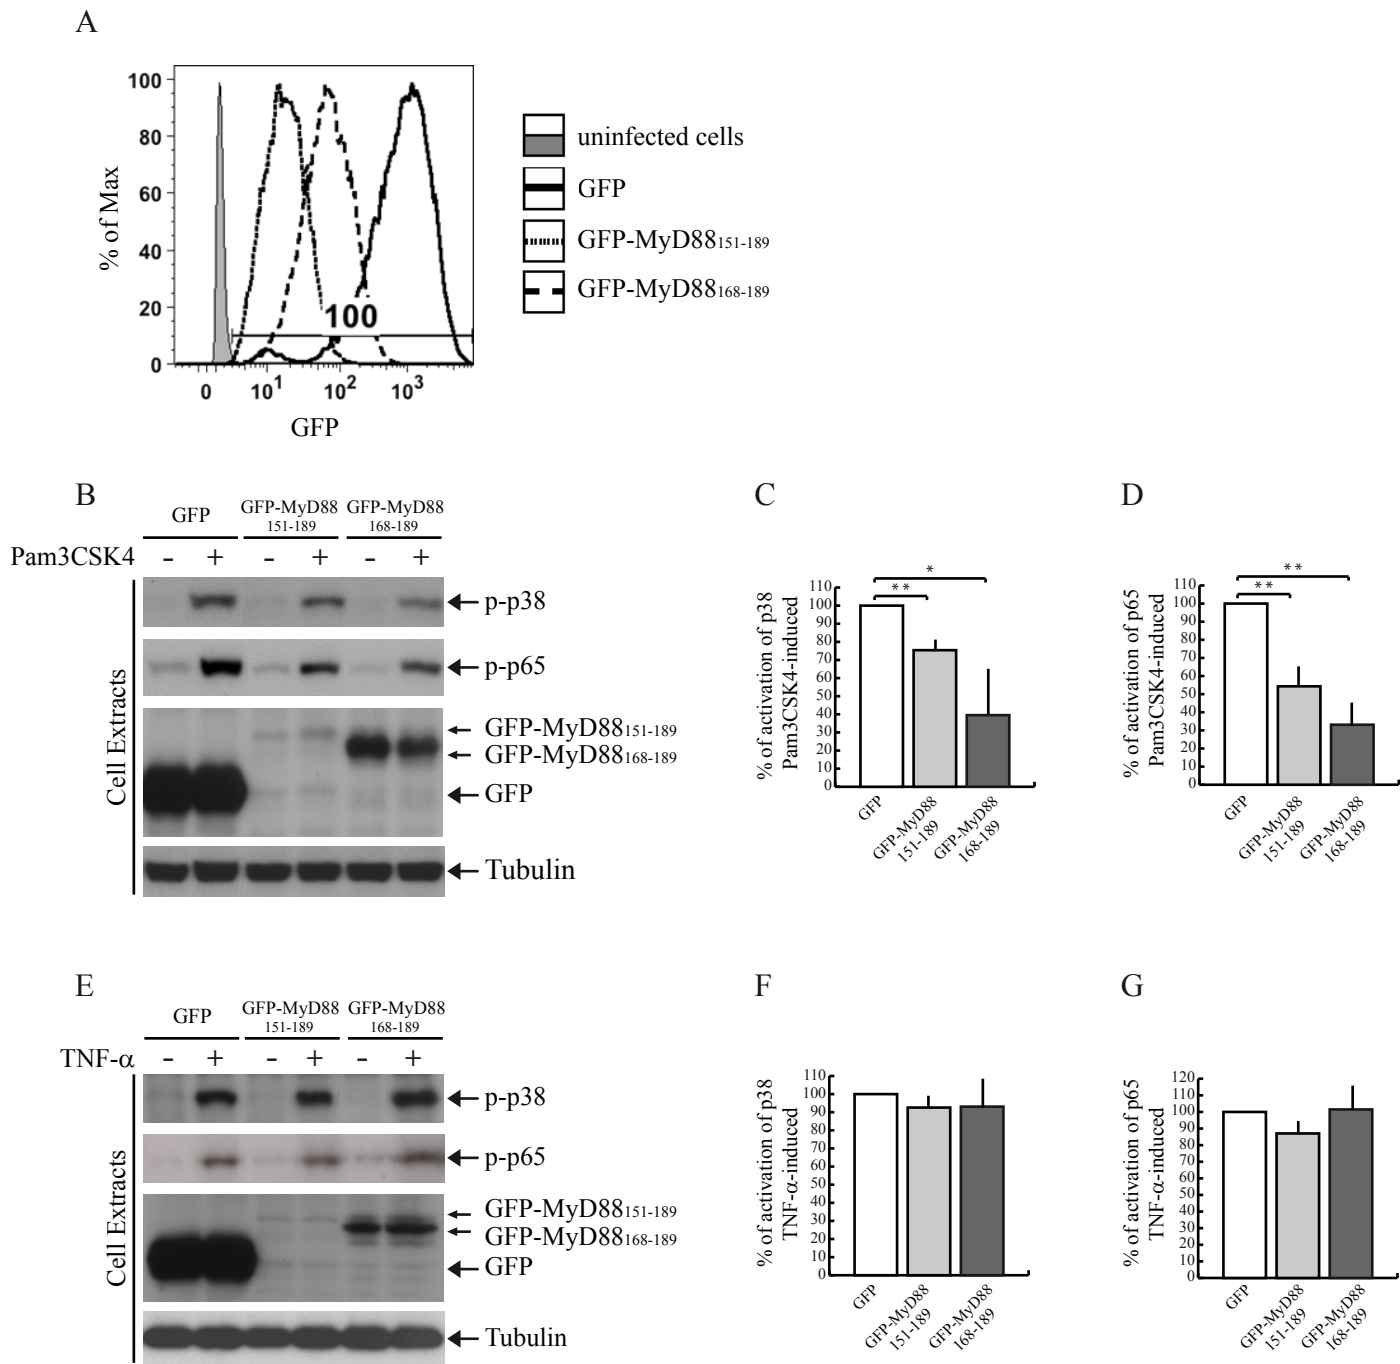 A
100
80
60
40
20
0
% of Max
100
0 10¹ 10² 10³
GFP
uninfected cells
GFP
GFP-MyD88151-189
GFP-MyD88168-189
B
GFP GFP-MyD88 GFP-MyD88
151-189 168-189
Pam3CSK4 - + - + - +
Cell Extracts
p-p38
p-p65
GFP-MyD88151-189
GFP-MyD88168-189
GFP
Tubulin
C
% of activation of p38
Pam3CSK4-induced
110
100
90
80
70
60
50
40
30
20
10
0
*
**
GFP
GFP-MyD88
151-189
GFP-MyD88
168-189
D
% of activation of p65
Pam3CSK4-induced
110
100
90
80
70
60
50
40
30
20
10
0
**
**
GFP
GFP-MyD88
151-189
GFP-MyD88
168-189
E
GFP GFP-MyD88 GFP-MyD88
151-189 168-189
TNF-α - + - + - +
Cell Extracts
p-p38
p-p65
GFP-MyD88151-189
GFP-MyD88168-189
GFP
Tubulin
F
% of activation of p38
TNF-α-induced
110
100
90
80
70
60
50
40
30
20
10
0
GFP
GFP-MyD88
151-189
GFP-MyD88
168-189
G
% of activation of p65
TNF-α-induced
120
110
100
90
80
70
60
50
40
30
20
10
0
GFP
GFP-MyD88
151-189
GFP-MyD88
168-189